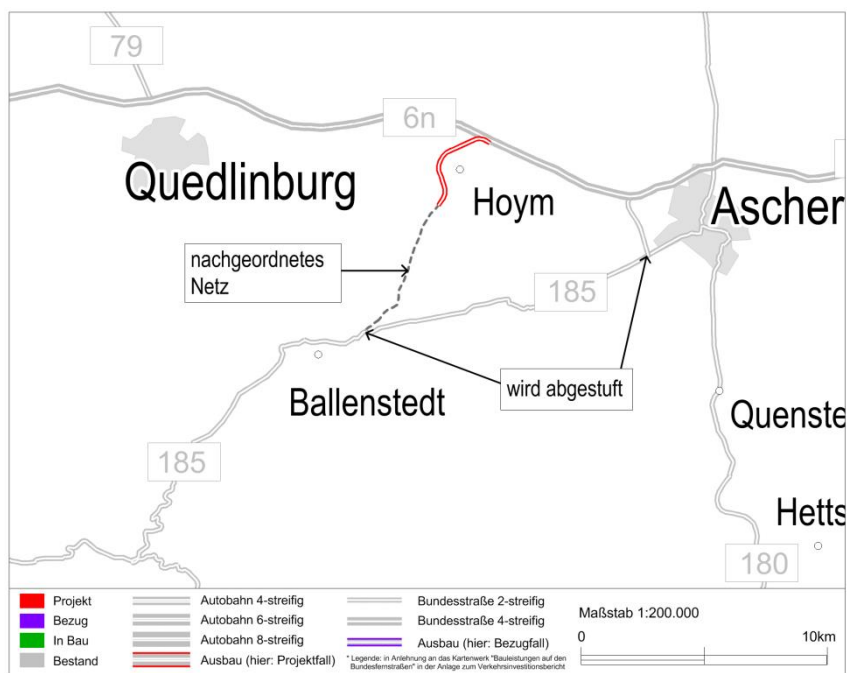 79
6n
Quedlinburg
Hoym
Ascher
nachgeordnetes
Netz
185
wird abgestuft
Ballenstedt
Quenste
185
Hetts
180
Projekt
Bezug
In Bau
Bestand
Autobahn 4-streifig
Autobahn 6-streifig
Autobahn 8-streifig
Ausbau (hier: Projektfall)
Bundesstraße 2-streifig
Bundesstraße 4-streifig
Ausbau (hier: Bezugfall)
* Legende: in Anlehnung an das Kartenwerk "Bauleistungen auf den
Bundesfernstraßen" in der Anlage zum Verkehrsinvestitionsbericht
Maßstab 1:200.000
0 10km